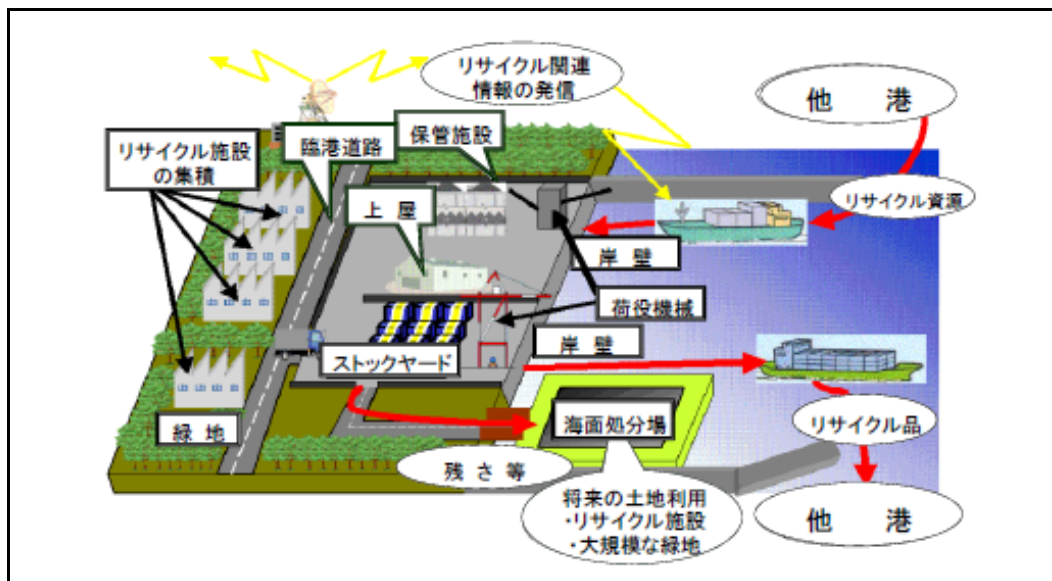 リサイクル関連
情報の発信
他　港
保管施設
臨港道路
リサイクル施設
の集積
上屋
リサイクル資源
岸壁
荷役機械
岸壁
ストックヤード
緑地
海面処分場
リサイクル品
残さ等
将来の土地利用
・リサイクル施設
・大規模な緑地
他　港